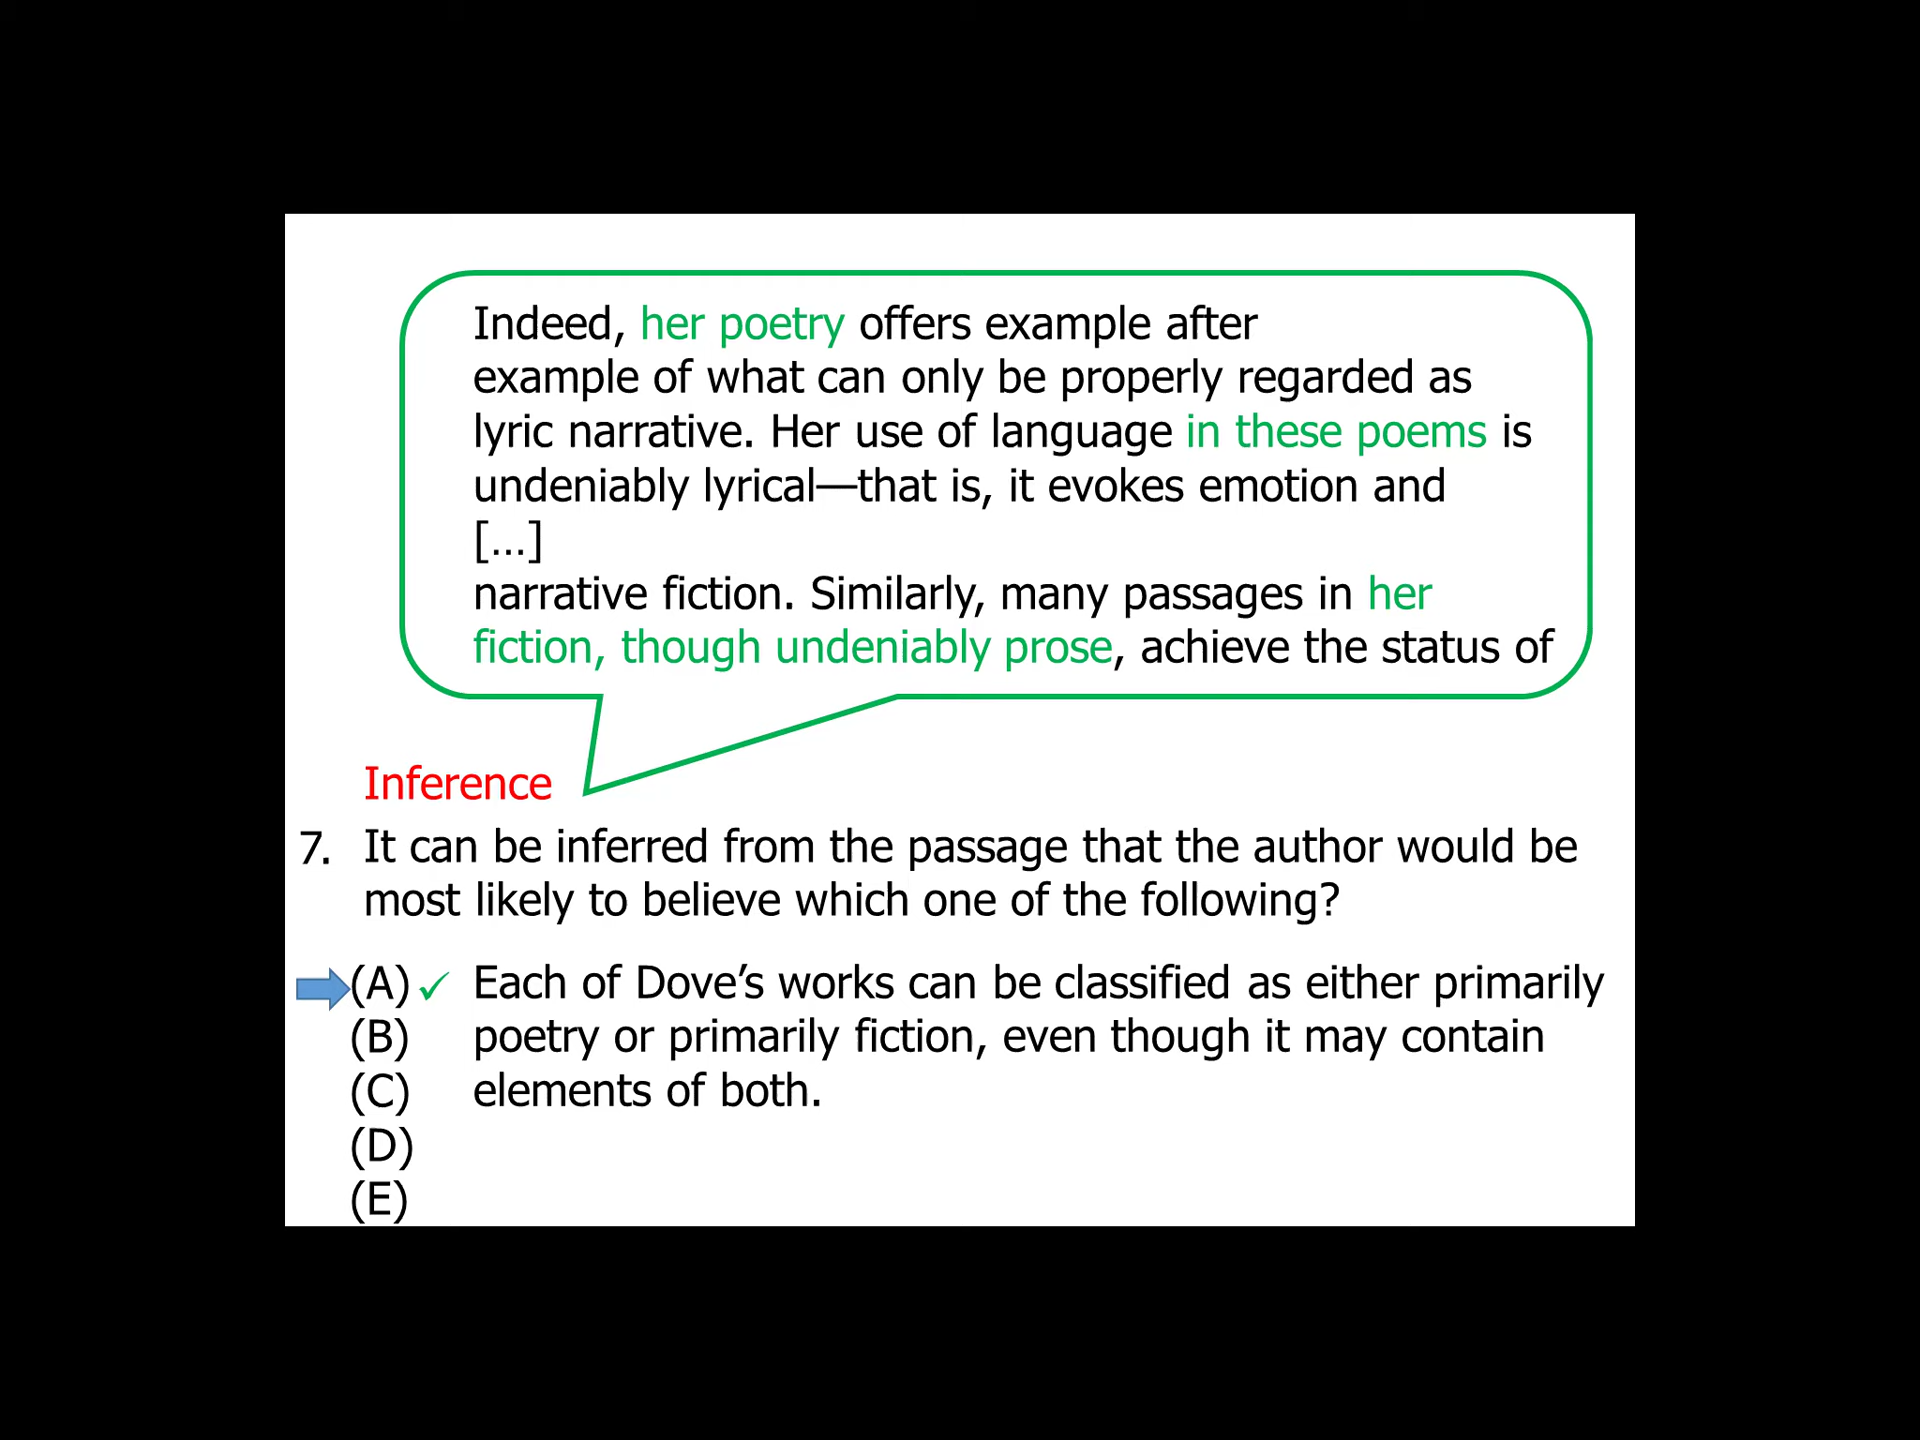 Indeed, her poetry offers example after
example of what can only be properly regarded as
lyric narrative. Her use of language in these poems is
undeniably lyrical—that is, it evokes emotion and
[…]
narrative fiction. Similarly, many passages in her
fiction, though undeniably prose, achieve the status of
Inference
7. It can be inferred from the passage that the author would be
most likely to believe which one of the following?
(A) ✓ Each of Dove’s works can be classified as either primarily
(B) poetry or primarily fiction, even though it may contain
(C) elements of both.
(D)
(E)